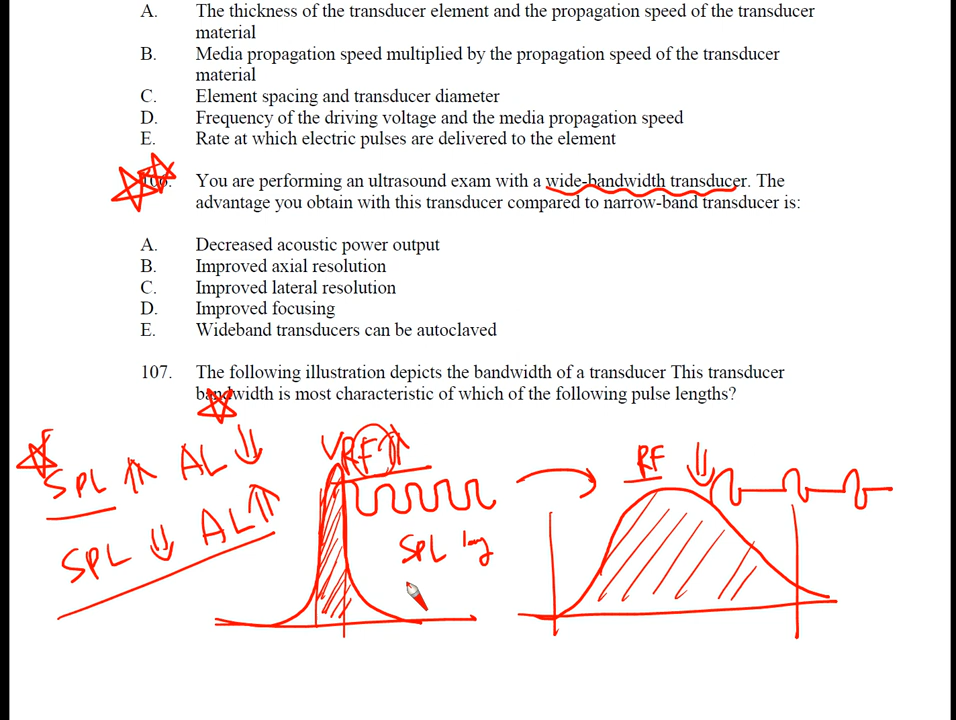 A. The thickness of the transducer element and the propagation speed of the transducer
material
B. Media propagation speed multiplied by the propagation speed of the transducer
material
C. Element spacing and transducer diameter
D. Frequency of the driving voltage and the media propagation speed
E. Rate at which electric pulses are delivered to the element
106. You are performing an ultrasound exam with a wide-bandwidth transducer. The
advantage you obtain with this transducer compared to narrow-band transducer is:
A. Decreased acoustic power output
B. Improved axial resolution
C. Improved lateral resolution
D. Improved focusing
E. Wideband transducers can be autoclaved
107. The following illustration depicts the bandwidth of a transducer This transducer
bandwidth is most characteristic of which of the following pulse lengths?
SPL ⇑ AL ⇓
SPL ⇓ AL ⇑
RF ⇑
SPL long
RF ⇓